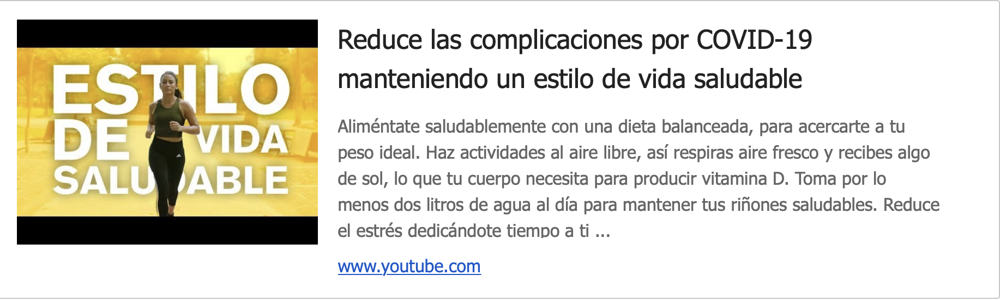 ESTILO
DE VIDA
SALUDABLE
Reduce las complicaciones por COVID-19
manteniendo un estilo de vida saludable
Aliméntate saludablemente con una dieta balanceada, para acercarte a tu
peso ideal. Haz actividades al aire libre, así respiras aire fresco y recibes algo
de sol, lo que tu cuerpo necesita para producir vitamina D. Toma por lo
menos dos litros de agua al día para mantener tus riñones saludables. Reduce
el estrés dedicándote tiempo a ti ...
www.youtube.com